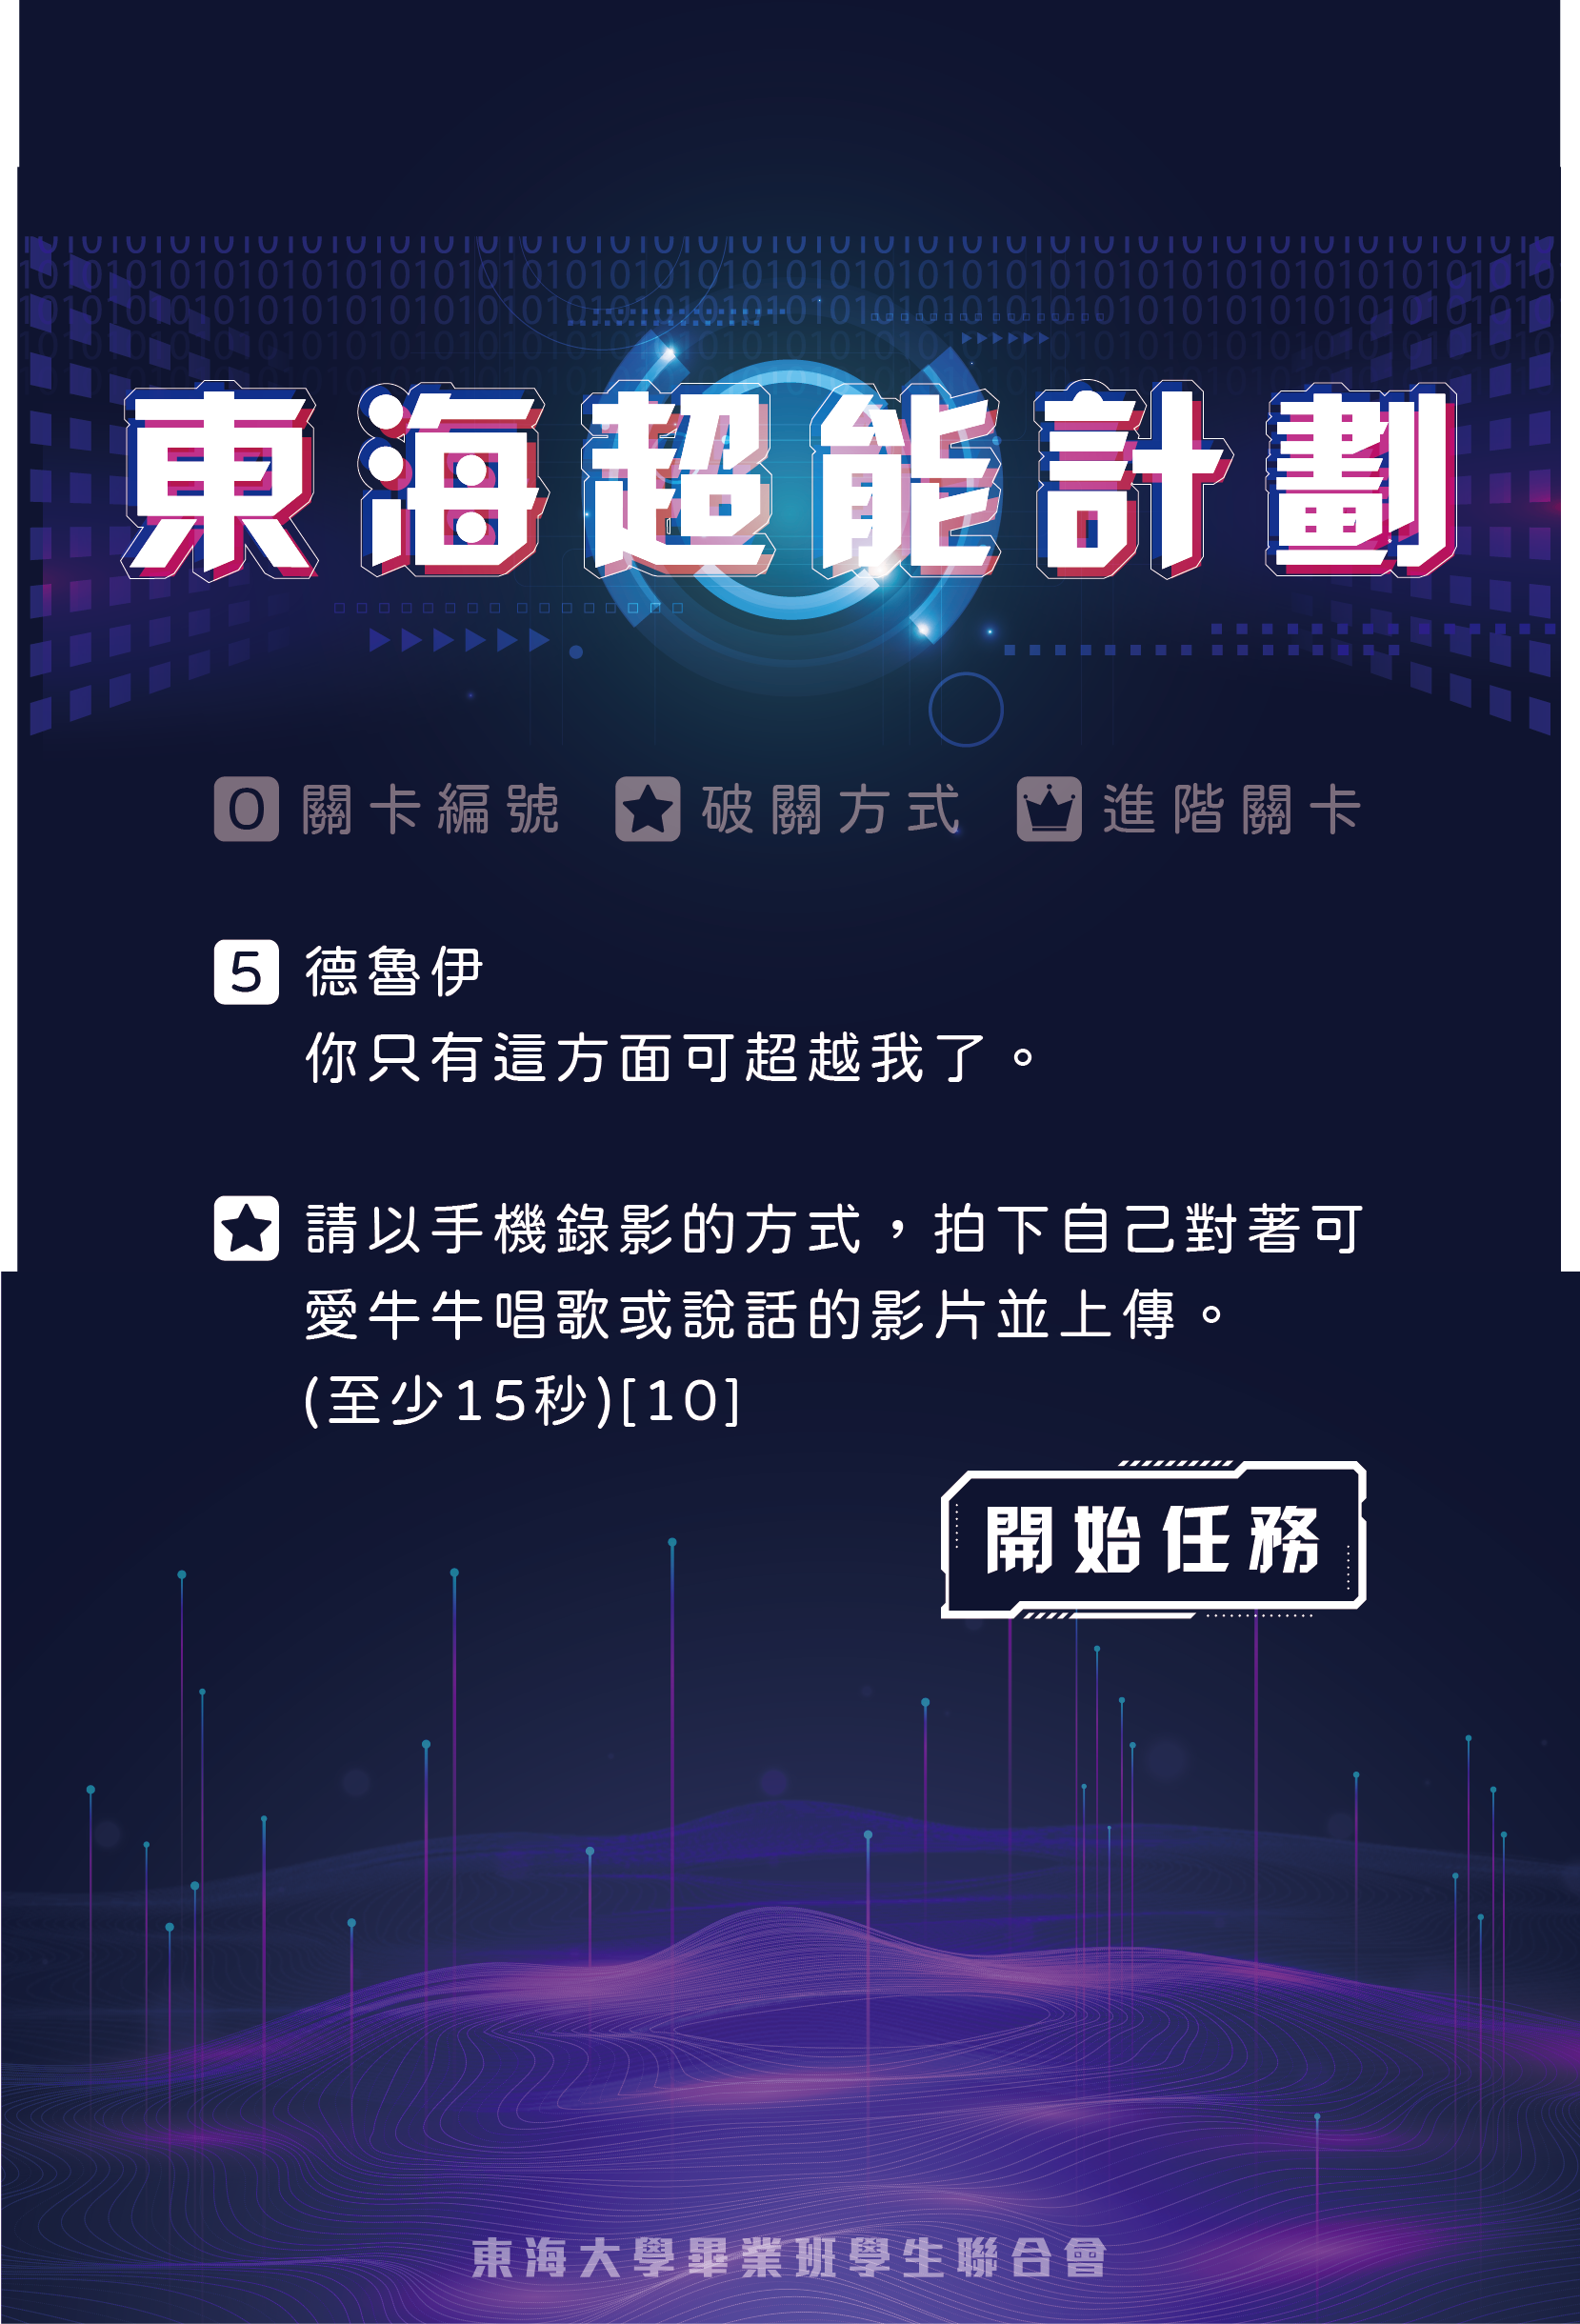 東海超能計劃
0 關卡編號 ★ 破關方式 進階關卡
5 德魯伊
你只有這方面可超越我了。
★ 請以手機錄影的方式，拍下自己對著可
愛牛牛唱歌或說話的影片並上傳。
(至少15秒)[10]
開始任務
東海大學畢業班學生聯合會